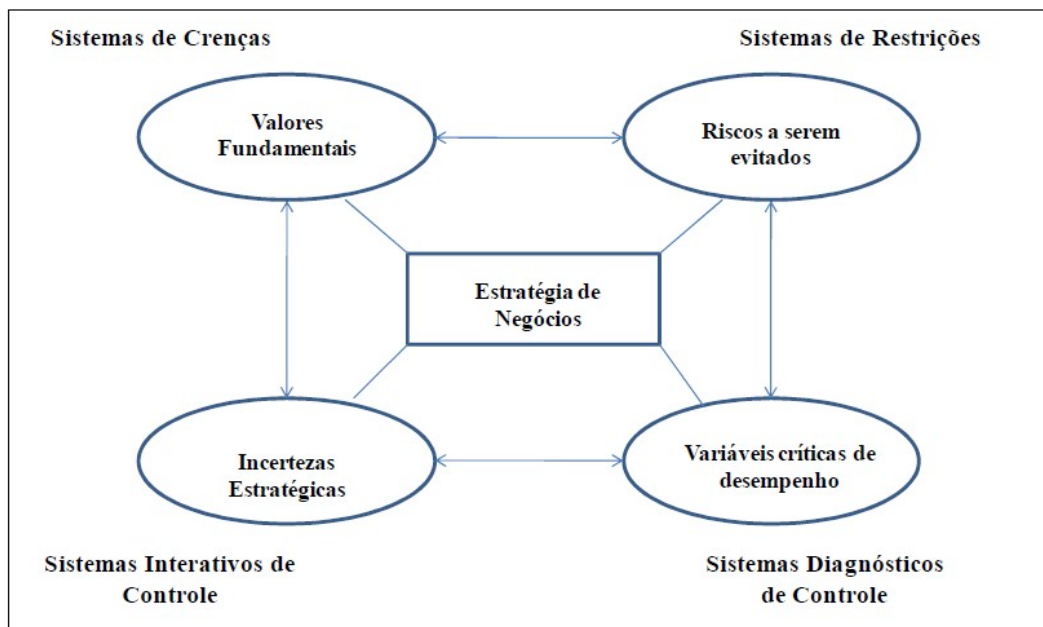 Sistemas de Crenças
Sistemas de Restrições
Valores
Fundamentais
Riscos a serem
evitados
Estratégia de
Negócios
Incertezas
Estratégicas
Variáveis críticas de
desempenho
Sistemas Interativos de
Controle
Sistemas Diagnósticos
de Controle